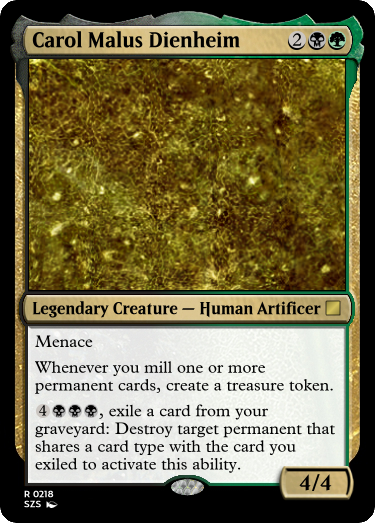 Carol Malus Dienheim 2
Legendary Creature — Human Artificer
Menace
Whenever you mill one or more
permanent cards, create a treasure token.
4, exile a card from your
graveyard: Destroy target permanent that
shares a card type with the card you
exiled to activate this ability.
4/4
R 0218
SZS